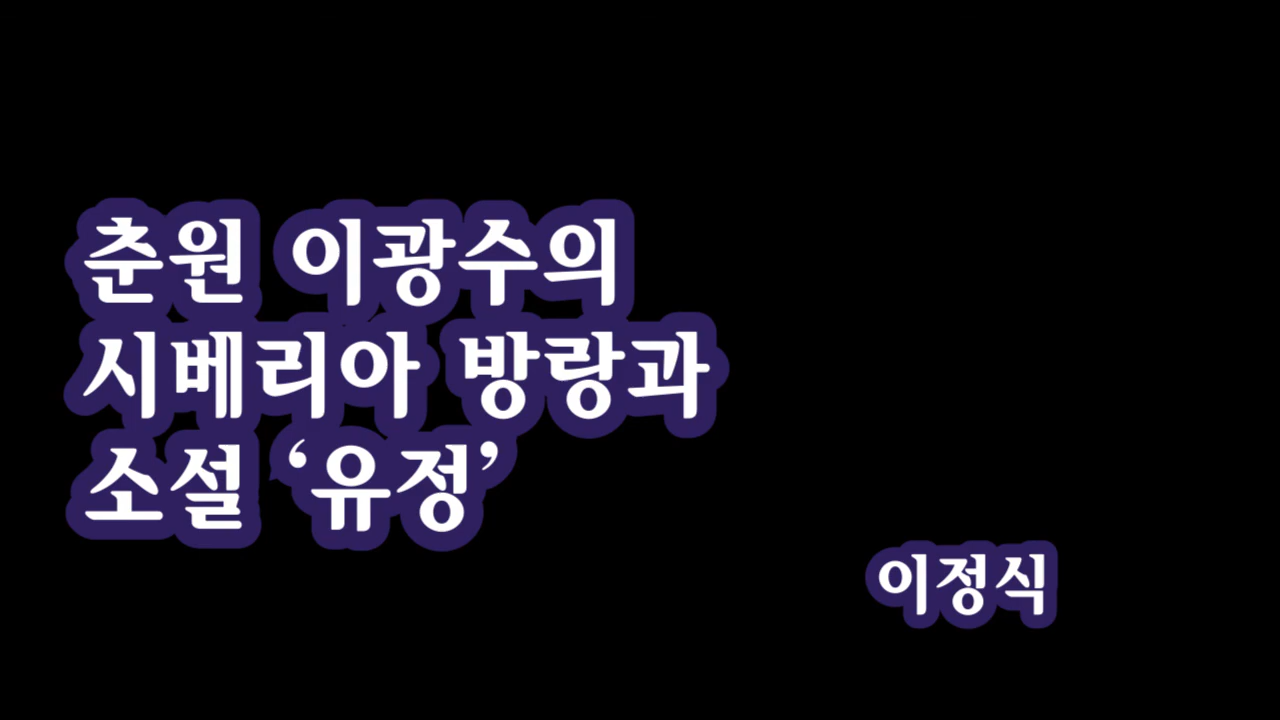 춘원 이광수의
시베리아 방랑과
소설 ‘유정’
이정식